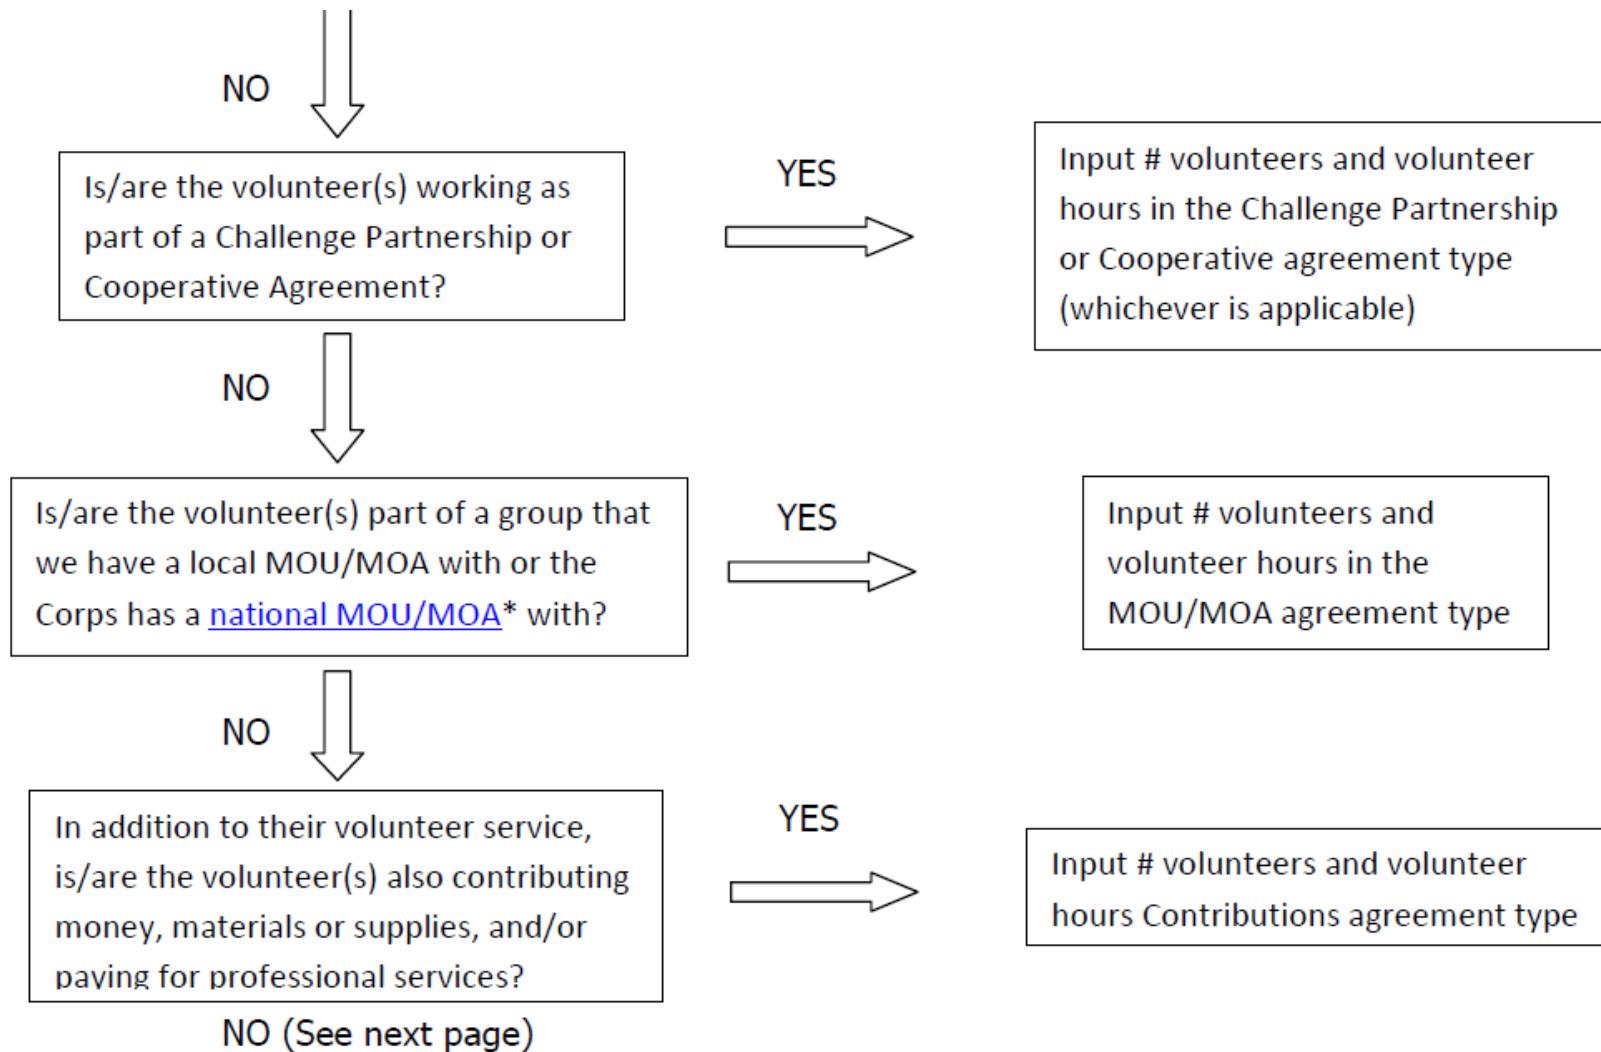 NO
Is/are the volunteer(s) working as
part of a Challenge Partnership or
Cooperative Agreement?
YES
Input # volunteers and volunteer
hours in the Challenge Partnership
or Cooperative agreement type
(whichever is applicable)
NO
Is/are the volunteer(s) part of a group that
we have a local MOU/MOA with or the
Corps has a national MOU/MOA* with?
YES
Input # volunteers and
volunteer hours in the
MOU/MOA agreement type
NO
In addition to their volunteer service,
is/are the volunteer(s) also contributing
money, materials or supplies, and/or
paying for professional services?
YES
Input # volunteers and volunteer
hours Contributions agreement type
NO (See next page)